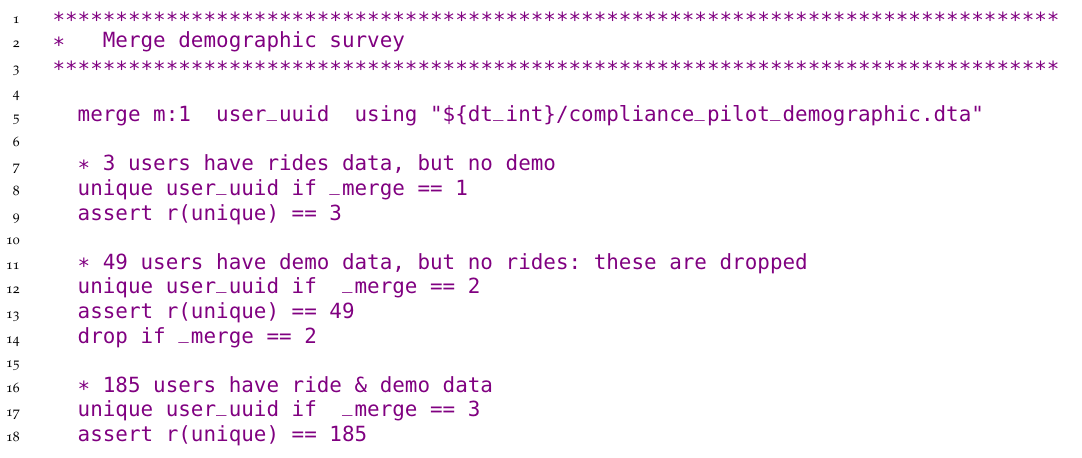 1 ********************************************************************************
2 *   Merge demographic survey
3 ********************************************************************************
4
5   merge m:1  user_uuid  using "${dt_int}/compliance_pilot_demographic.dta"
6
7   * 3 users have rides data, but no demo
8   unique user_uuid if _merge == 1
9   assert r(unique) == 3
10
11   * 49 users have demo data, but no rides: these are dropped
12   unique user_uuid if  _merge == 2
13   assert r(unique) == 49
14   drop if _merge == 2
15
16   * 185 users have ride & demo data
17   unique user_uuid if  _merge == 3
18   assert r(unique) == 185